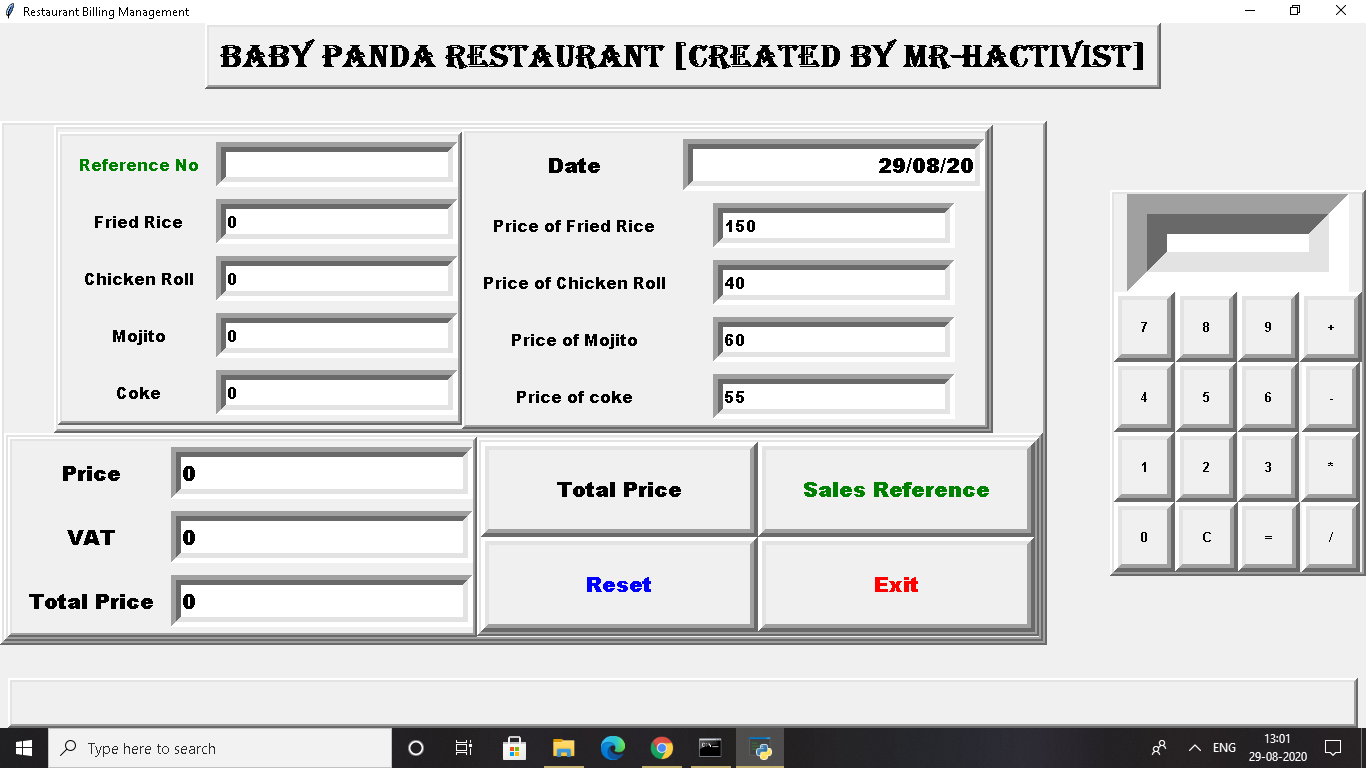 Restaurant Billing Management
BABY PANDA RESTAURANT [CREATED BY MR-HACTIVIST]
Reference No
Fried Rice 0
Chicken Roll 0
Mojito 0
Coke 0
Date 29/08/20
Price of Fried Rice 150
Price of Chicken Roll 40
Price of Mojito 60
Price of coke 55
Price 0
VAT 0
Total Price 0
Total Price Sales Reference
Reset Exit
7 8 9 +
4 5 6 -
1 2 3 *
0 C = /
Type here to search
ENG
13:01
29-08-2020